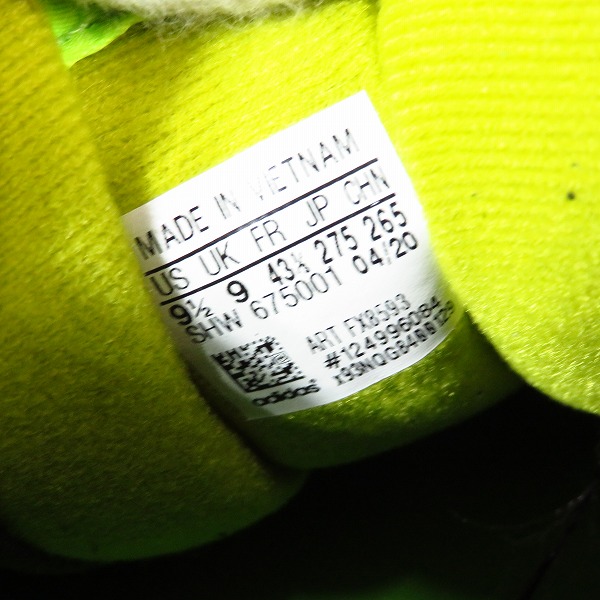 MADE IN VIETNAM
US UK FR JP CHN
9½ 9 43⅓ 275 265
SHW 675001 04/20
ART FX8593
#124996084
adidas